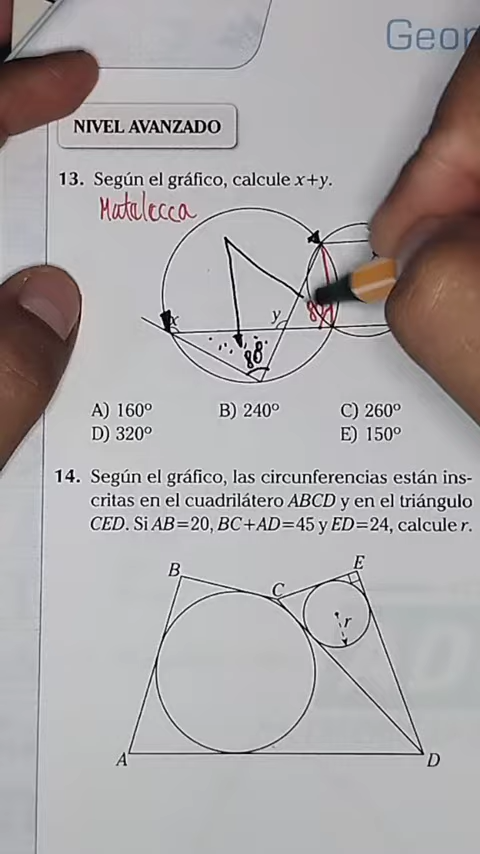 Geor
NIVEL AVANZADO
13. Según el gráfico, calcule x+y.
Matalecca
x
y
80
A) 160° B) 240° C) 260°
D) 320° E) 150°
14. Según el gráfico, las circunferencias están ins-
critas en el cuadrilátero ABCD y en el triángulo
CED. Si AB=20, BC+AD=45 y ED=24, calcule r.
E
B
C
r
A D